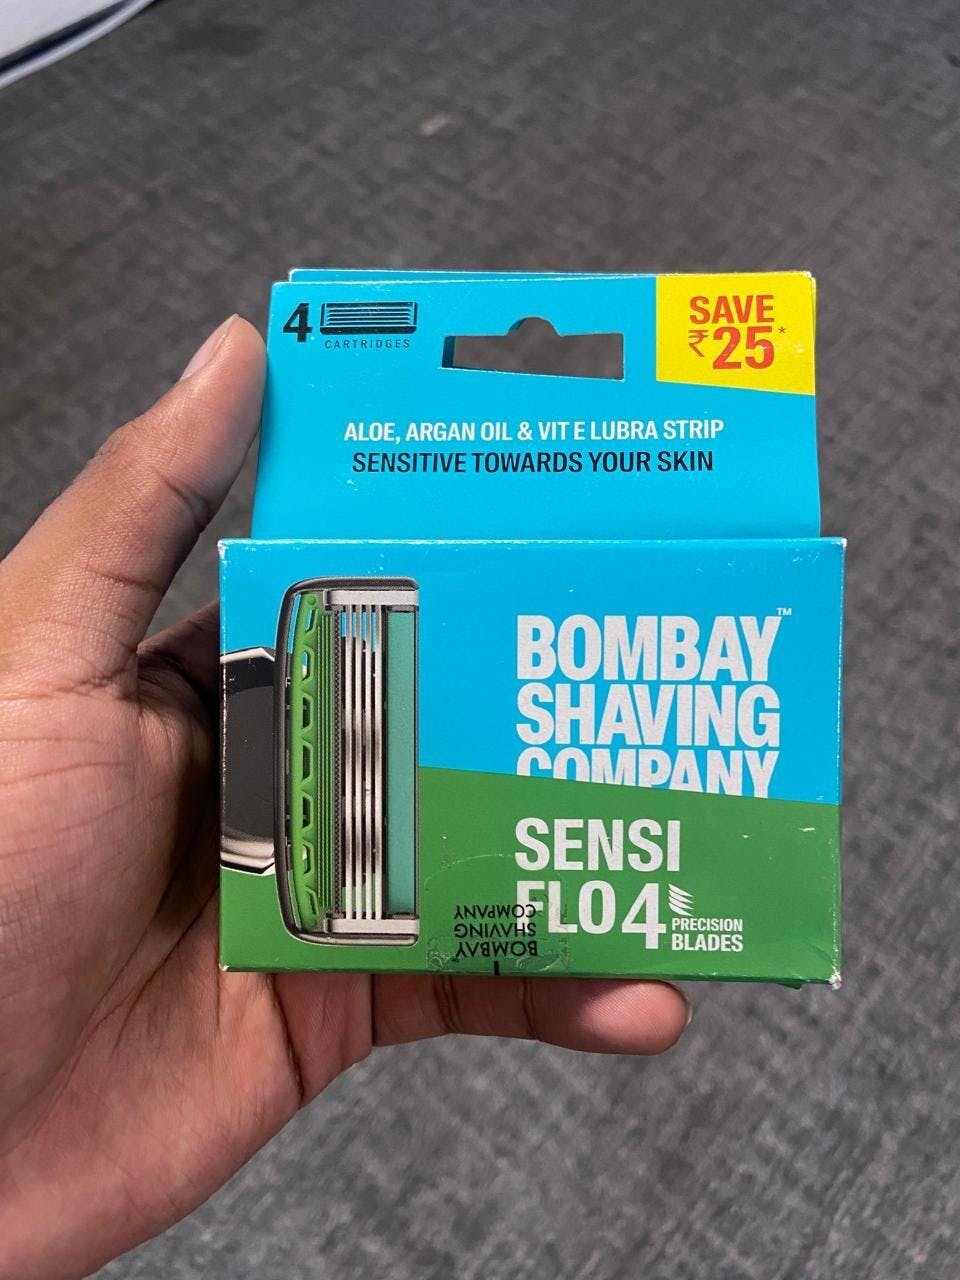 4
CARTRIDGES
SAVE
₹25*
ALOE, ARGAN OIL & VIT E LUBRA STRIP
SENSITIVE TOWARDS YOUR SKIN
BOMBAY™
SHAVING
COMPANY
SENSI
FLO4
PRECISION
BLADES
BOMBAY
SHAVING
COMPANY